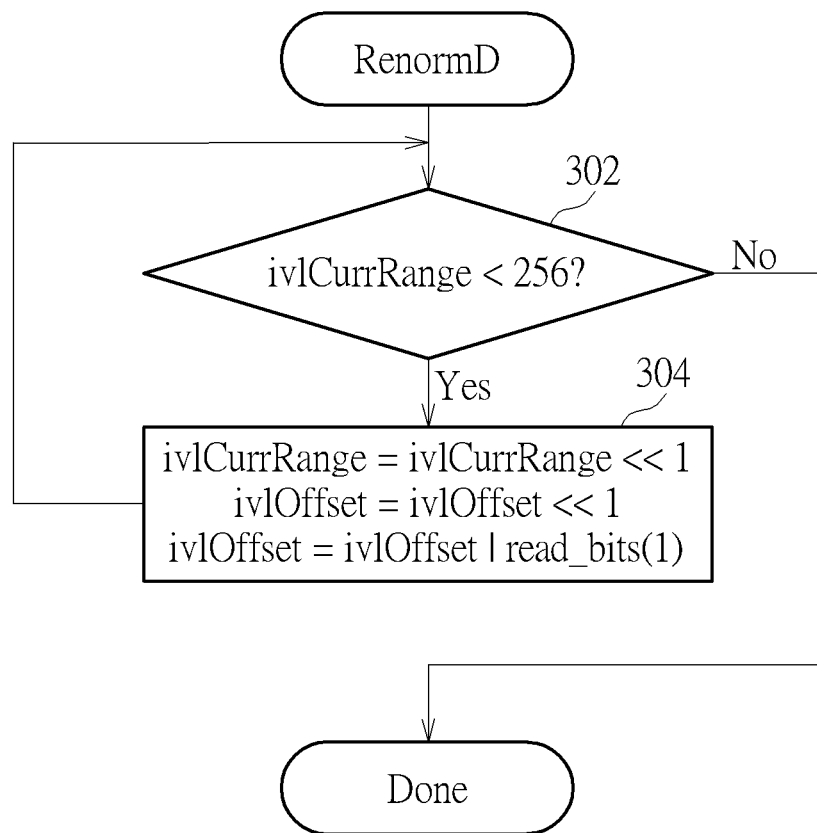 RenormD
302
ivlCurrRange < 256?
No
Yes
304
ivlCurrRange = ivlCurrRange << 1
ivlOffset = ivlOffset << 1
ivlOffset = ivlOffset | read_bits(1)
Done